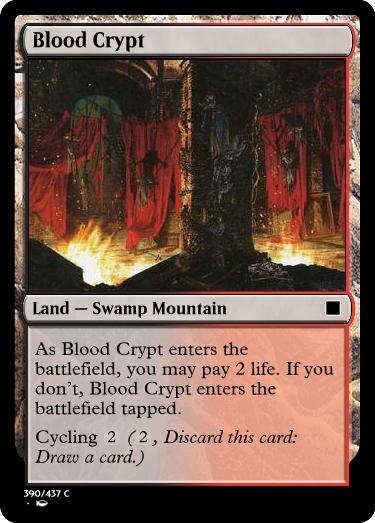 Blood Crypt
Land — Swamp Mountain
As Blood Crypt enters the
battlefield, you may pay 2 life. If you
don't, Blood Crypt enters the
battlefield tapped.
Cycling 2 (2, Discard this card:
Draw a card.)
390/437 C